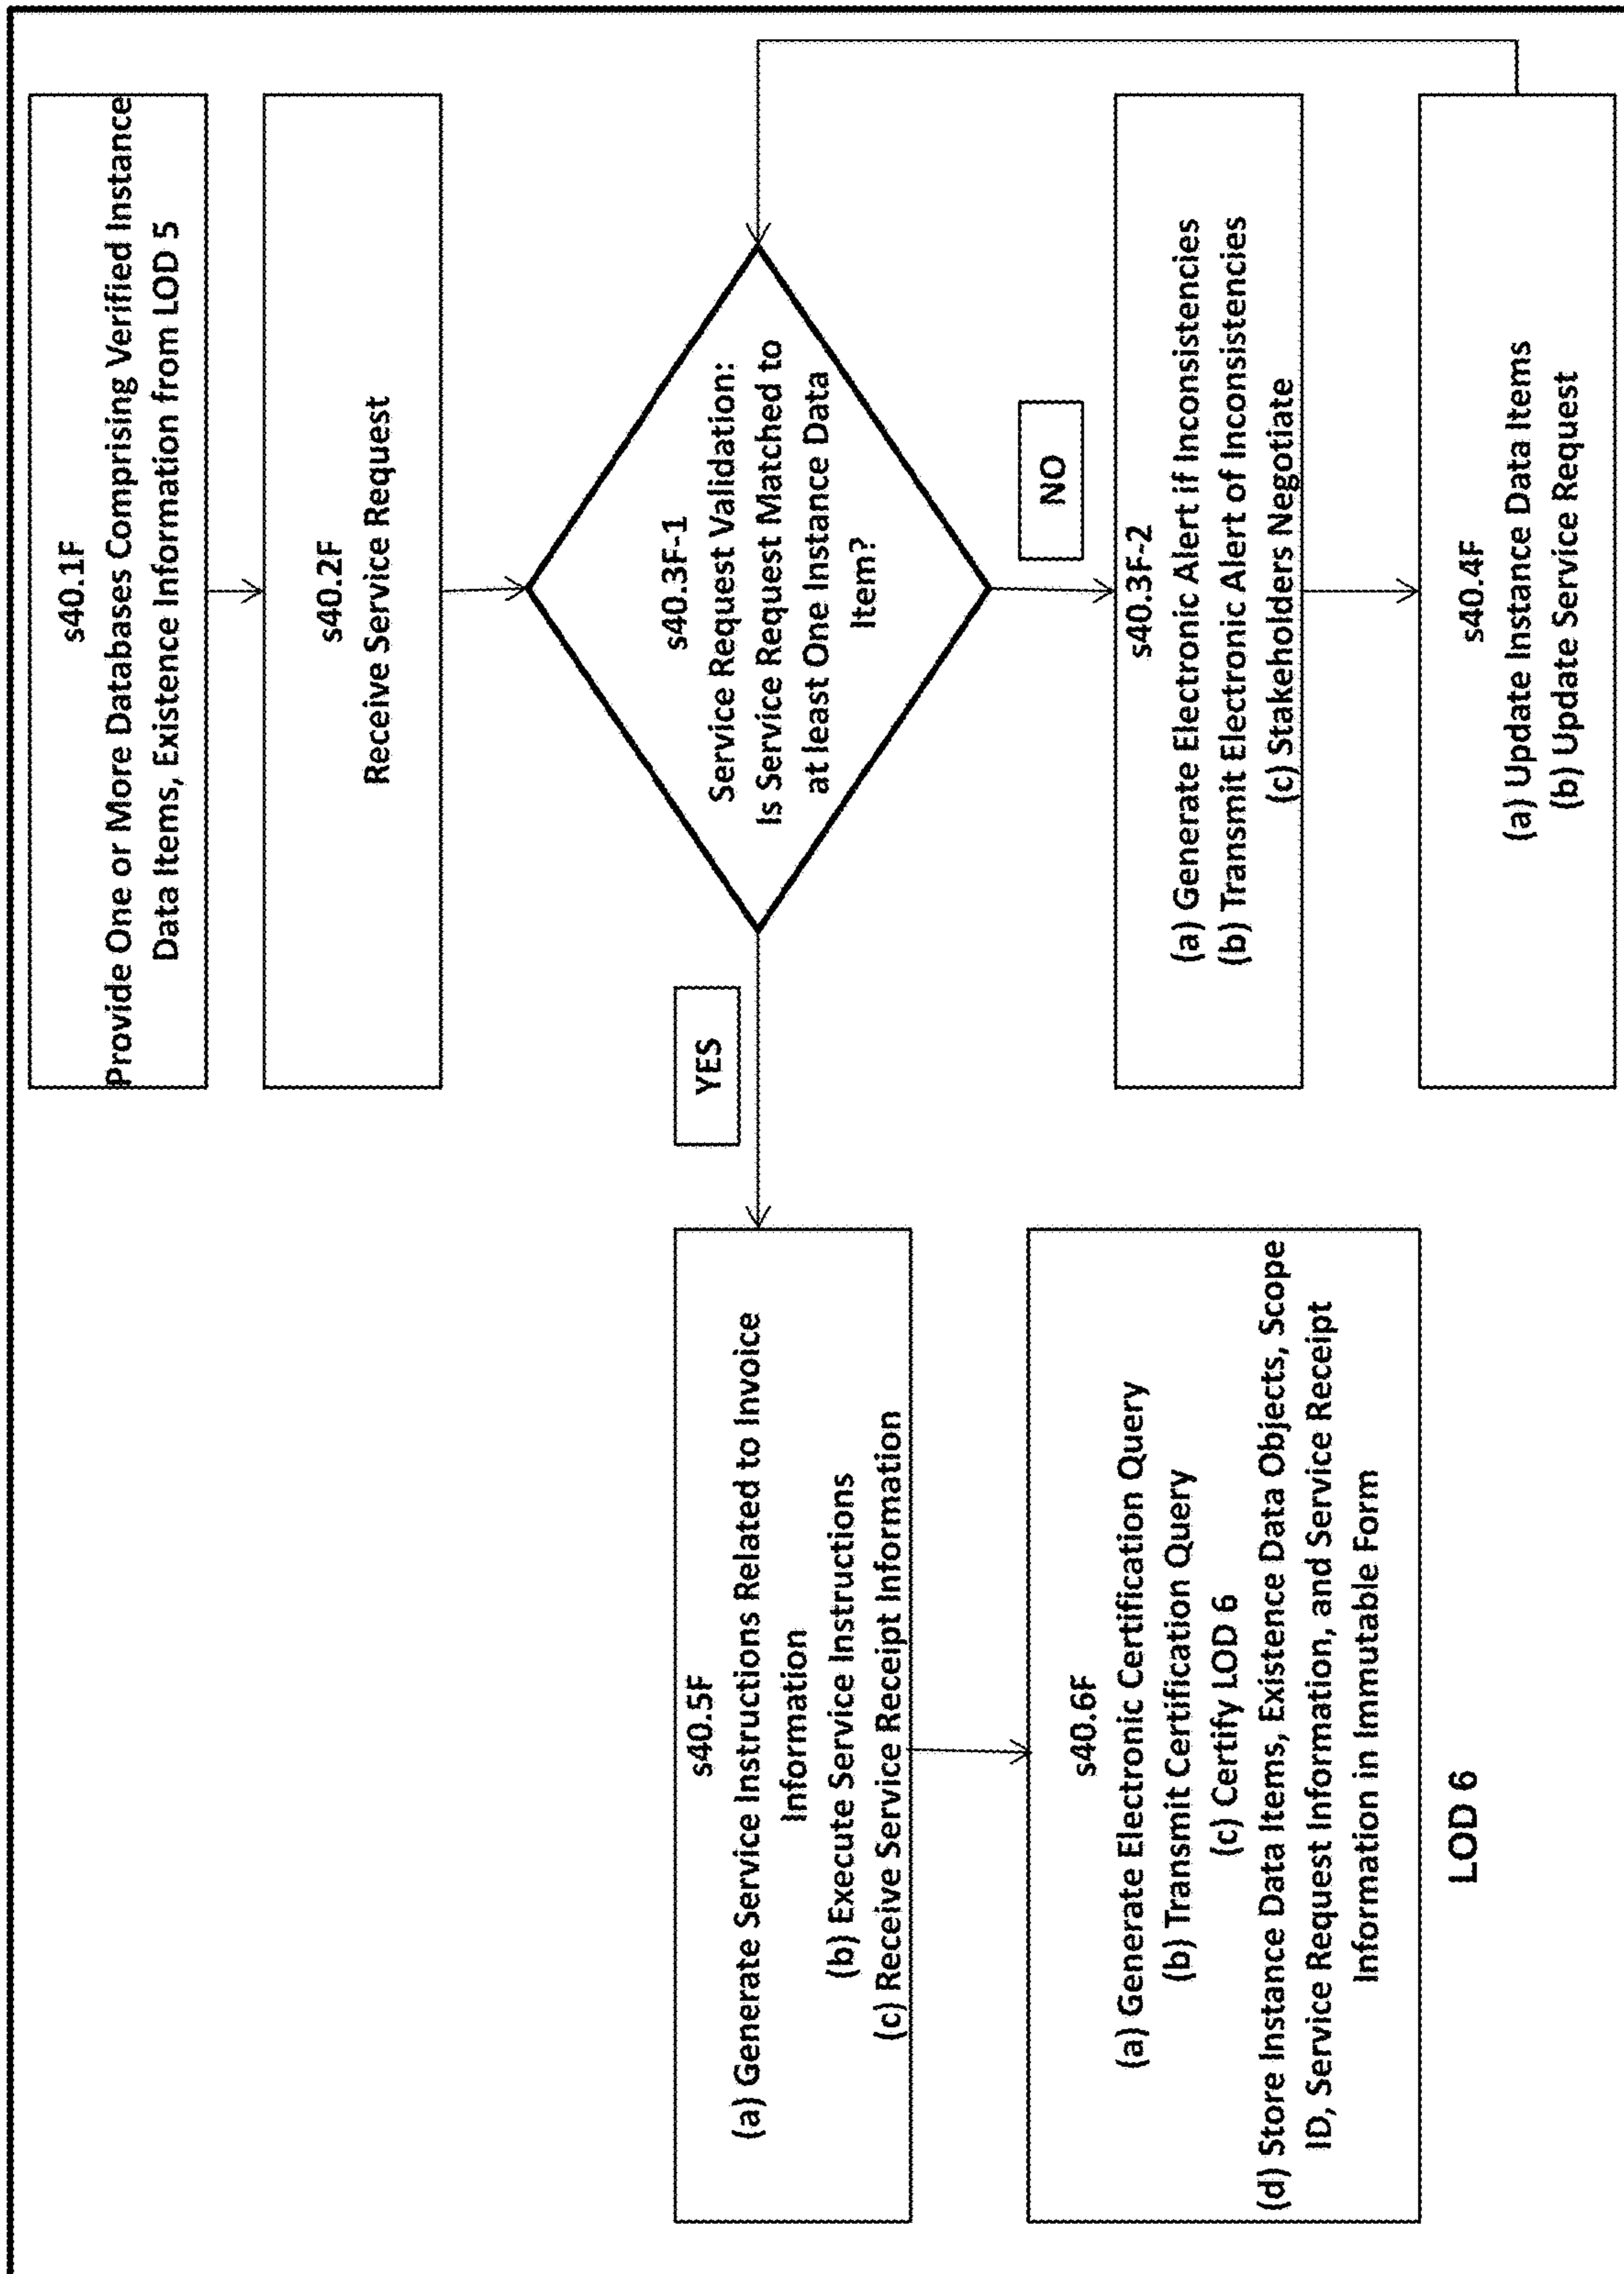 s40.1F
Provide One or More Databases Comprising Verified Instance
Data Items, Existence Information from LOD 5
s40.2F
Receive Service Request
s40.3F-1
Service Request Validation:
Is Service Request Matched to
at least One Instance Data
Item?
YES
NO
s40.3F-2
(a) Generate Electronic Alert if Inconsistencies
(b) Transmit Electronic Alert of Inconsistencies
(c) Stakeholders Negotiate
s40.4F
(a) Update Instance Data Items
(b) Update Service Request
s40.5F
(a) Generate Service Instructions Related to Invoice
Information
(b) Execute Service Instructions
(c) Receive Service Receipt Information
s40.6F
(a) Generate Electronic Certification Query
(b) Transmit Certification Query
(c) Certify LOD 6
(d) Store Instance Data Items, Existence Data Objects, Scope
ID, Service Request Information, and Service Receipt
Information in Immutable Form
LOD 6